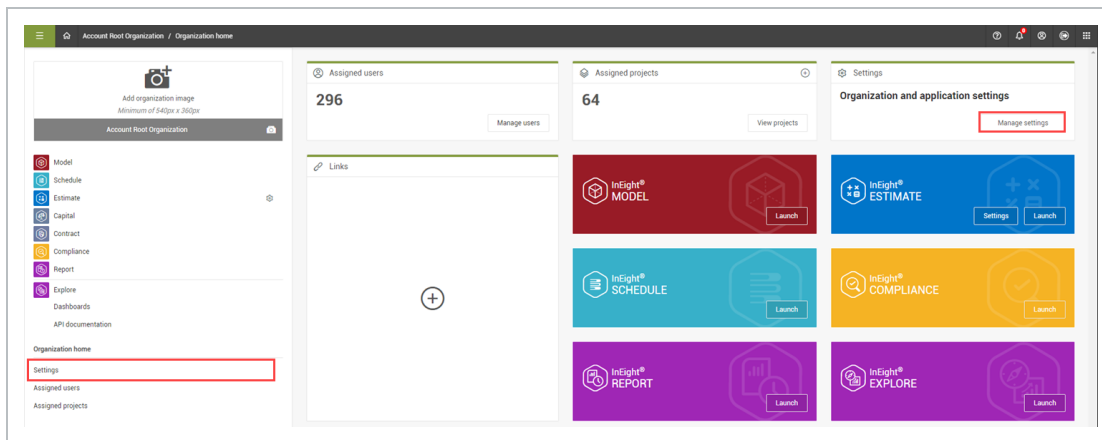 Account Root Organization / Organization home
Add organization image
Minimum of 540px x 360px
Account Root Organization
Model
Schedule
Estimate
Capital
Contract
Compliance
Report
Explore
Dashboards
API documentation
Organization home
Settings
Assigned users
Assigned projects
Assigned users
296
Manage users
Assigned projects
64
View projects
Settings
Organization and application settings
Manage settings
Links
InEight®
MODEL
Launch
InEight®
ESTIMATE
Settings
Launch
InEight®
SCHEDULE
Launch
InEight®
COMPLIANCE
Launch
InEight®
REPORT
Launch
InEight®
EXPLORE
Launch